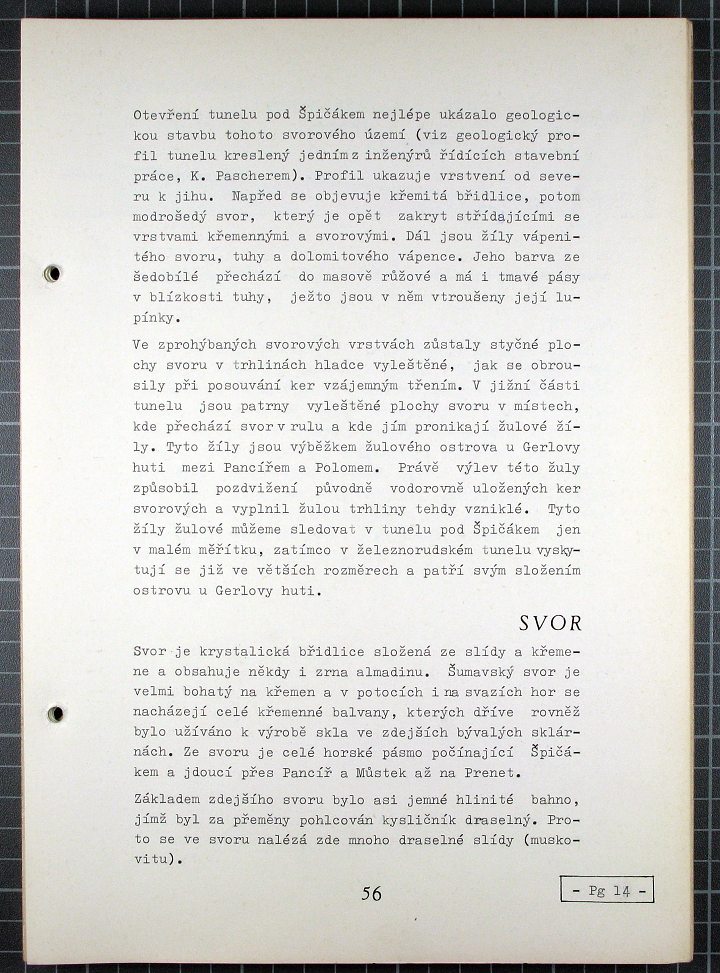 Otevření tunelu pod Špičákem nejlépe ukázalo geologic-
kou stavbu tohoto svorového území (viz geologický pro-
fil tunelu kreslený jedním z inženýrů řídících stavební
práce, K. Pascherem). Profil ukazuje vrstvení od seve-
ru k jihu. Napřed se objevuje křemitá břidlice, potom
modrošedý svor, který je opět zakryt střídajícími se
vrstvami křemennými a svorovými. Dál jsou žíly vápeni-
tého svoru, tuhy a dolomitového vápence. Jeho barva ze
šedobílé přechází do masově růžové a má i tmavé pásy
v blízkosti tuhy, ježto jsou v něm vtroušeny její lu-
pínky.
Ve zprohýbaných svorových vrstvách zůstaly styčné plo-
chy svoru v trhlinách hladce vyleštěné, jak se obrou-
sily při posouvání ker vzájemným třením. V jižní části
tunelu jsou patrny vyleštěné plochy svoru v místech,
kde přechází svor v rulu a kde jím pronikají žulové ží-
ly. Tyto žíly jsou výběžkem žulového ostrova u Gerlovy
huti mezi Pancířem a Polomem. Právě výlev této žuly
způsobil pozdvižení původně vodorovně uložených ker
svorových a vyplnil žulou trhliny tehdy vzniklé. Tyto
žíly žulové můžeme sledovat v tunelu pod Špičákem jen
v malém měřítku, zatímco v železnorudském tunelu vysky-
tují se již ve větších rozměrech a patří svým složením
ostrovu u Gerlovy huti.
SVOR
Svor je krystalická břidlice složená ze slídy a křeme-
ne a obsahuje někdy i zrna almadinu. Šumavský svor je
velmi bohatý na křemen a v potocích i na svazích hor se
nacházejí celé křemenné balvany, kterých dříve rovněž
bylo užíváno k výrobě skla ve zdejších bývalých sklár-
nách. Ze svoru je celé horské pásmo počínající Špičá-
kem a jdoucí přes Pancíř a Můstek až na Prenet.
Základem zdejšího svoru bylo asi jemné hlinité bahno,
jímž byl za přeměny pohlcován kysličník draselný. Pro-
to se ve svoru nalézá zde mnoho draselné slídy (musko-
vitu).
56
- Pg 14 -